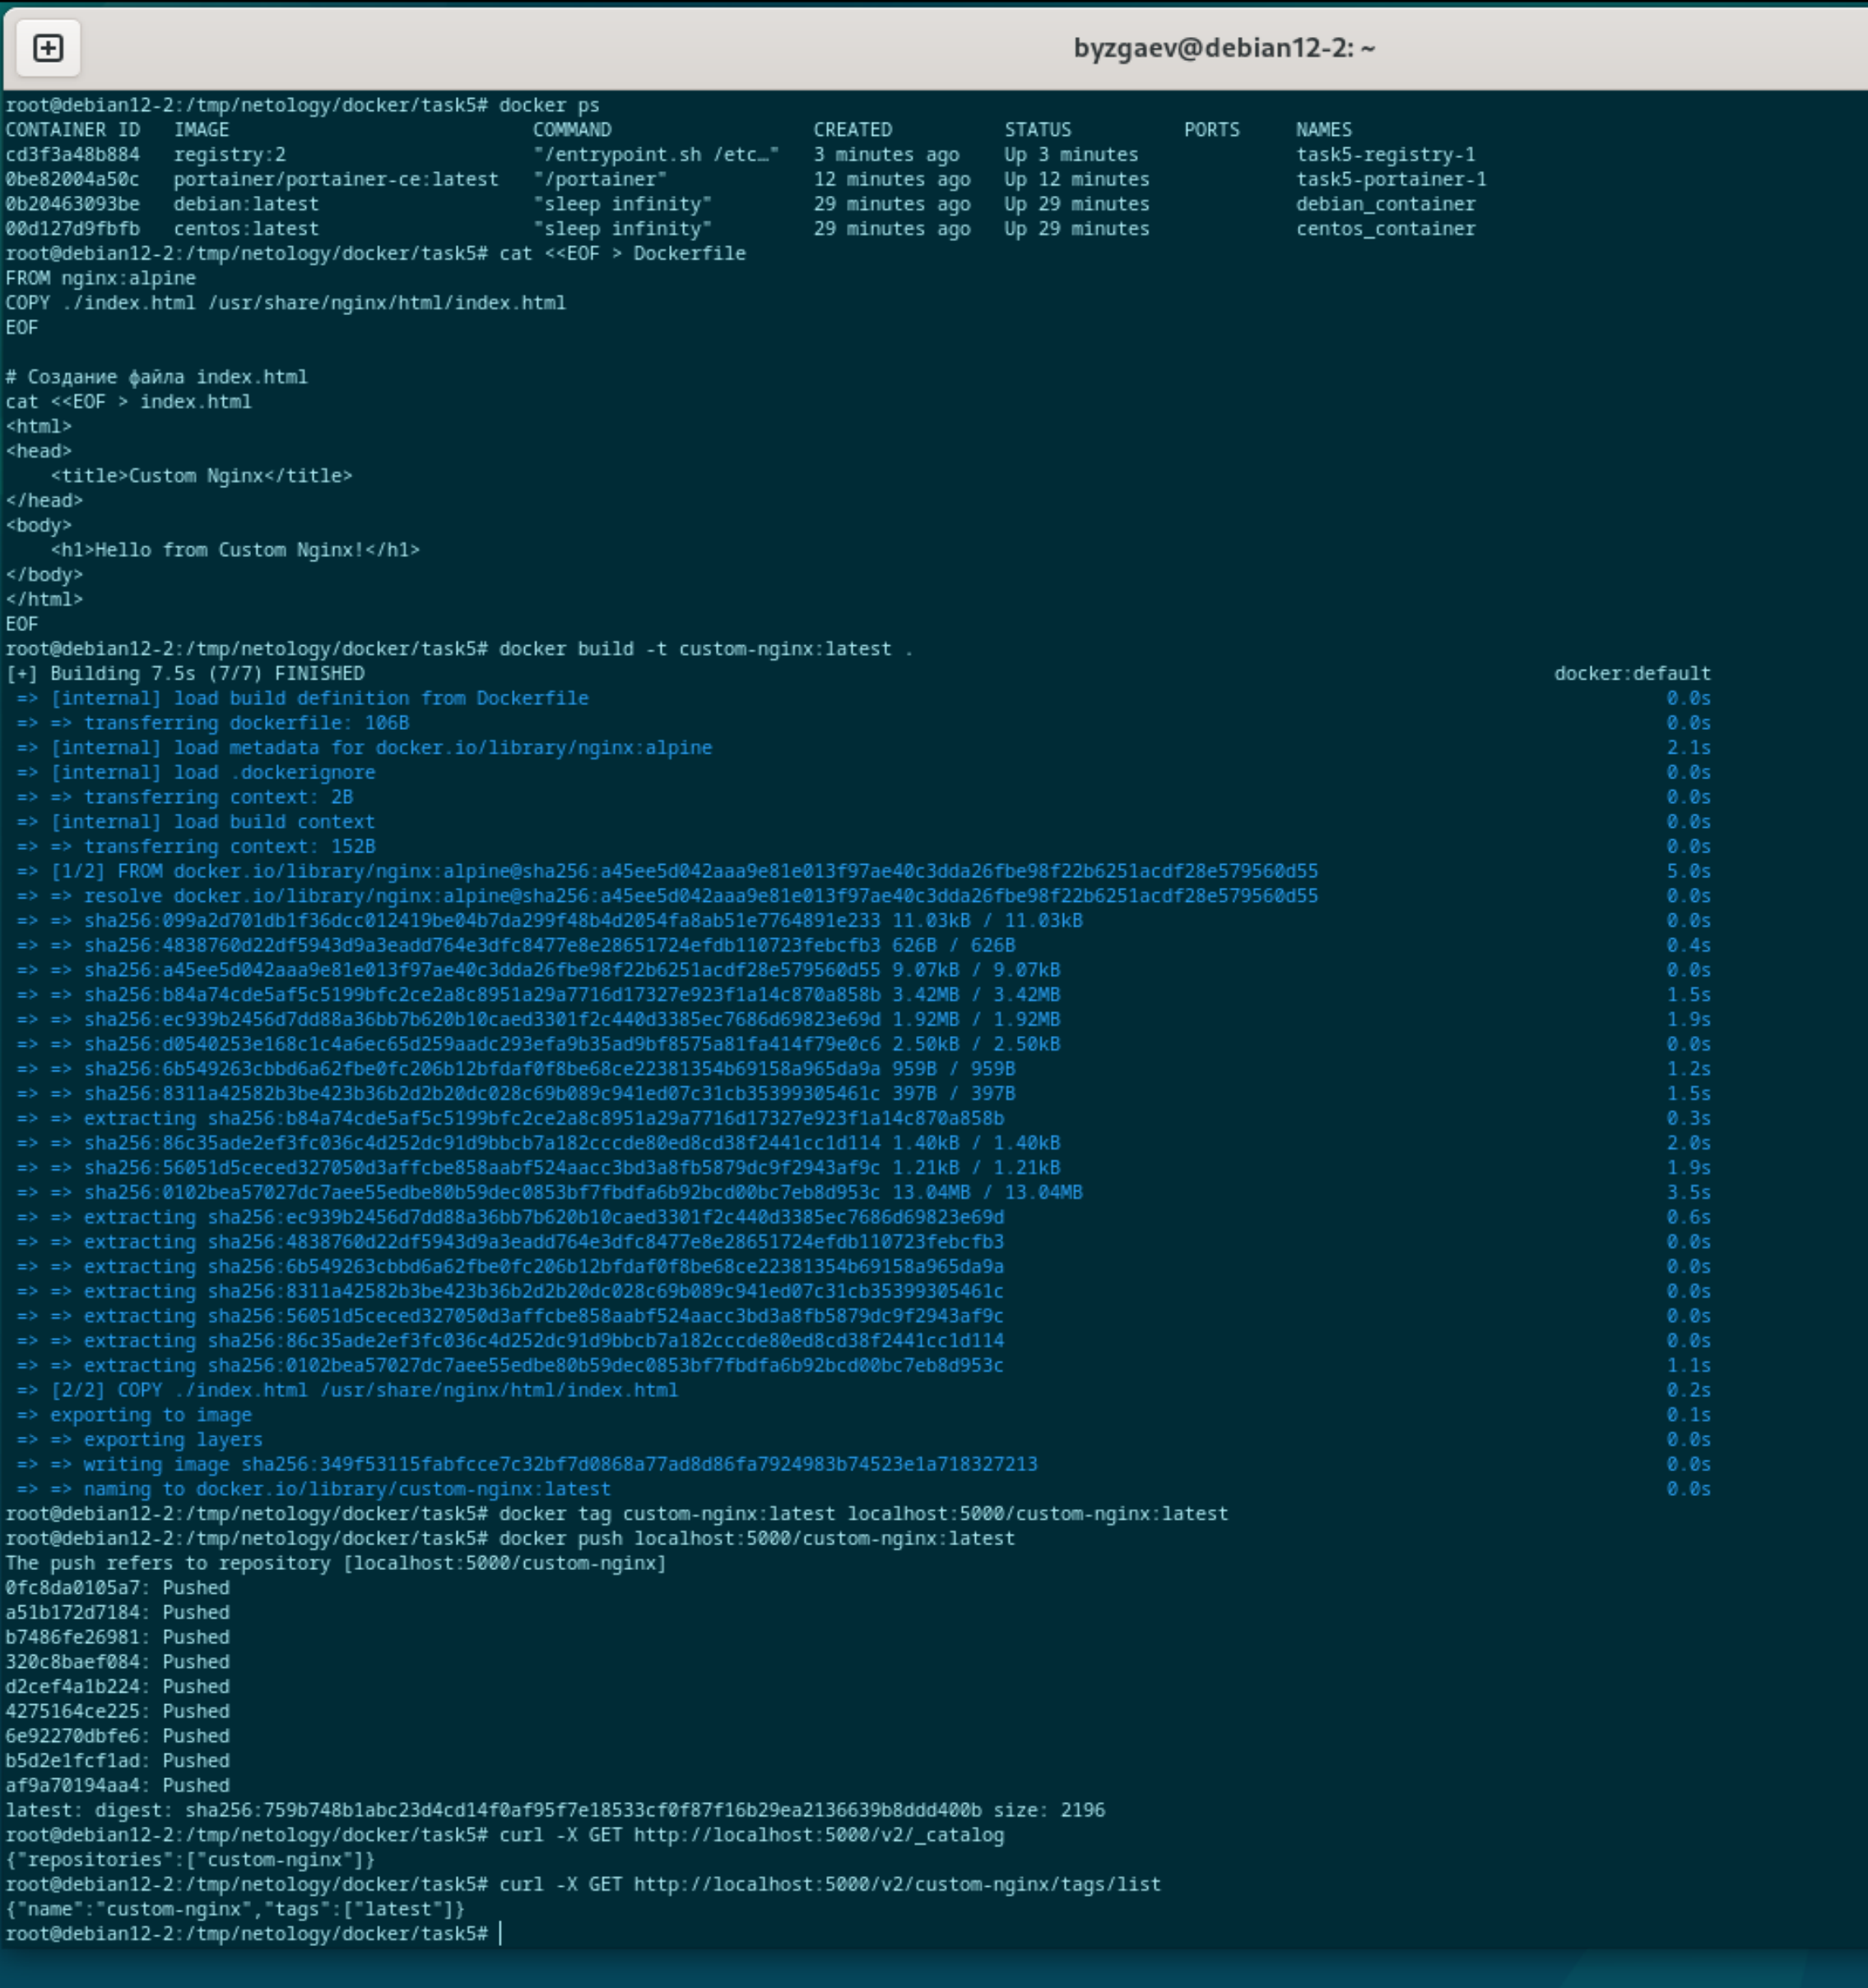 byzgaev@debian12-2: ~
root@debian12-2:/tmp/netology/docker/task5# docker ps
CONTAINER ID   IMAGE                           COMMAND                  CREATED          STATUS          PORTS     NAMES
cd3f3a48b884   registry:2                      "/entrypoint.sh /etc…"   3 minutes ago    Up 3 minutes              task5-registry-1
0be82004a50c   portainer/portainer-ce:latest   "/portainer"             12 minutes ago   Up 12 minutes             task5-portainer-1
0b20463093be   debian:latest                   "sleep infinity"         29 minutes ago   Up 29 minutes             debian_container
00d127d9fbfb   centos:latest                   "sleep infinity"         29 minutes ago   Up 29 minutes             centos_container
root@debian12-2:/tmp/netology/docker/task5# cat <<EOF > Dockerfile
FROM nginx:alpine
COPY ./index.html /usr/share/nginx/html/index.html
EOF
# Создание файла index.html
cat <<EOF > index.html
<html>
<head>
    <title>Custom Nginx</title>
</head>
<body>
    <h1>Hello from Custom Nginx!</h1>
</body>
</html>
EOF
root@debian12-2:/tmp/netology/docker/task5# docker build -t custom-nginx:latest .
[+] Building 7.5s (7/7) FINISHED docker:default
=> [internal] load build definition from Dockerfile 0.0s
=> => transferring dockerfile: 106B 0.0s
=> [internal] load metadata for docker.io/library/nginx:alpine 2.1s
=> [internal] load .dockerignore 0.0s
=> => transferring context: 2B 0.0s
=> [internal] load build context 0.0s
=> => transferring context: 152B 0.0s
=> [1/2] FROM docker.io/library/nginx:alpine@sha256:a45ee5d042aaa9e81e013f97ae40c3dda26fbe98f22b6251acdf28e579560d55 5.0s
=> => resolve docker.io/library/nginx:alpine@sha256:a45ee5d042aaa9e81e013f97ae40c3dda26fbe98f22b6251acdf28e579560d55 0.0s
=> => sha256:099a2d701db1f36dcc012419be04b7da299f48b4d2054fa8ab51e7764891e233 11.03kB / 11.03kB 0.0s
=> => sha256:4838760d22df5943d9a3eadd764e3dfc8477e8e28651724efdb110723febcfb3 626B / 626B 0.4s
=> => sha256:a45ee5d042aaa9e81e013f97ae40c3dda26fbe98f22b6251acdf28e579560d55 9.07kB / 9.07kB 0.0s
=> => sha256:b84a74cde5af5c5199bfc2ce2a8c8951a29a7716d17327e923f1a14c870a858b 3.42MB / 3.42MB 1.5s
=> => sha256:ec939b2456d7dd88a36bb7b620b10caed3301f2c440d3385ec7686d69823e69d 1.92MB / 1.92MB 1.9s
=> => sha256:d0540253e168c1c4a6ec65d259aadc293efa9b35ad9bf8575a81fa414f79e0c6 2.50kB / 2.50kB 0.0s
=> => sha256:6b549263cbbd6a62fbe0fc206b12bfdaf0f8be68ce22381354b69158a965da9a 959B / 959B 1.2s
=> => sha256:8311a42582b3be423b36b2d2b20dc028c69b089c941ed07c31cb35399305461c 397B / 397B 1.5s
=> => extracting sha256:b84a74cde5af5c5199bfc2ce2a8c8951a29a7716d17327e923f1a14c870a858b 0.3s
=> => sha256:86c35ade2ef3fc036c4d252dc91d9bbcb7a182cccde80ed8cd38f2441cc1d114 1.40kB / 1.40kB 2.0s
=> => sha256:56051d5ceced327050d3affcbe858aabf524aacc3bd3a8fb5879dc9f2943af9c 1.21kB / 1.21kB 1.9s
=> => sha256:0102bea57027dc7aee55edbe80b59dec0853bf7fbdfa6b92bcd00bc7eb8d953c 13.04MB / 13.04MB 3.5s
=> => extracting sha256:ec939b2456d7dd88a36bb7b620b10caed3301f2c440d3385ec7686d69823e69d 0.6s
=> => extracting sha256:4838760d22df5943d9a3eadd764e3dfc8477e8e28651724efdb110723febcfb3 0.0s
=> => extracting sha256:6b549263cbbd6a62fbe0fc206b12bfdaf0f8be68ce22381354b69158a965da9a 0.0s
=> => extracting sha256:8311a42582b3be423b36b2d2b20dc028c69b089c941ed07c31cb35399305461c 0.0s
=> => extracting sha256:56051d5ceced327050d3affcbe858aabf524aacc3bd3a8fb5879dc9f2943af9c 0.0s
=> => extracting sha256:86c35ade2ef3fc036c4d252dc91d9bbcb7a182cccde80ed8cd38f2441cc1d114 0.0s
=> => extracting sha256:0102bea57027dc7aee55edbe80b59dec0853bf7fbdfa6b92bcd00bc7eb8d953c 1.1s
=> [2/2] COPY ./index.html /usr/share/nginx/html/index.html 0.2s
=> exporting to image 0.1s
=> => exporting layers 0.0s
=> => writing image sha256:349f53115fabfcce7c32bf7d0868a77ad8d86fa7924983b74523e1a718327213 0.0s
=> => naming to docker.io/library/custom-nginx:latest 0.0s
root@debian12-2:/tmp/netology/docker/task5# docker tag custom-nginx:latest localhost:5000/custom-nginx:latest
root@debian12-2:/tmp/netology/docker/task5# docker push localhost:5000/custom-nginx:latest
The push refers to repository [localhost:5000/custom-nginx]
0fc8da0105a7: Pushed
a51b172d7184: Pushed
b7486fe26981: Pushed
320c8baef084: Pushed
d2cef4a1b224: Pushed
4275164ce225: Pushed
6e92270dbfe6: Pushed
b5d2e1fcf1ad: Pushed
af9a70194aa4: Pushed
latest: digest: sha256:759b748b1abc23d4cd14f0af95f7e18533cf0f87f16b29ea2136639b8ddd400b size: 2196
root@debian12-2:/tmp/netology/docker/task5# curl -X GET http://localhost:5000/v2/_catalog
{"repositories":["custom-nginx"]}
root@debian12-2:/tmp/netology/docker/task5# curl -X GET http://localhost:5000/v2/custom-nginx/tags/list
{"name":"custom-nginx","tags":["latest"]}
root@debian12-2:/tmp/netology/docker/task5#